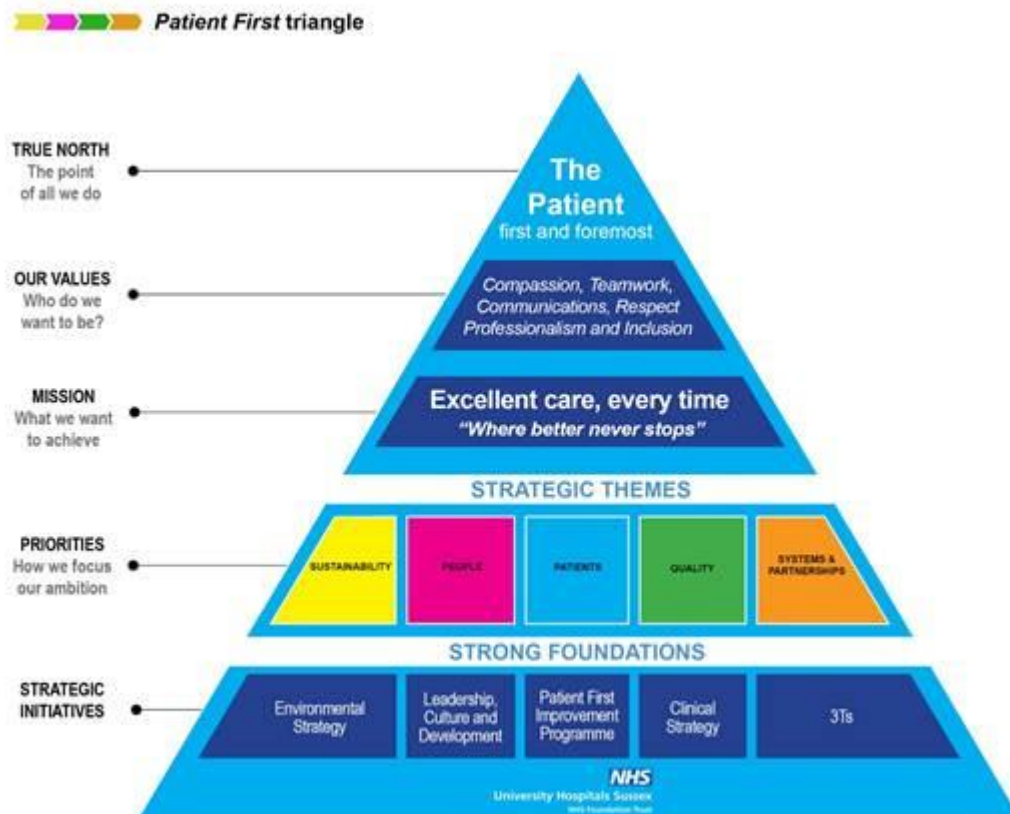 Patient First triangle
TRUE NORTH
The point
of all we do
The
Patient
first and foremost
OUR VALUES
Who do we
want to be?
Compassion, Teamwork,
Communications, Respect
Professionalism and Inclusion
MISSION
What we want
to achieve
Excellent care, every time
“Where better never stops”
STRATEGIC THEMES
PRIORITIES
How we focus
our ambition
SUSTAINABILITY
PEOPLE
PATIENTS
QUALITY
SYSTEMS &
PARTNERSHIPS
STRONG FOUNDATIONS
STRATEGIC
INITIATIVES
Environmental
Strategy
Leadership,
Culture and
Development
Patient First
Improvement
Programme
Clinical
Strategy
3Ts
NHS
University Hospitals Sussex
NHS Foundation Trust